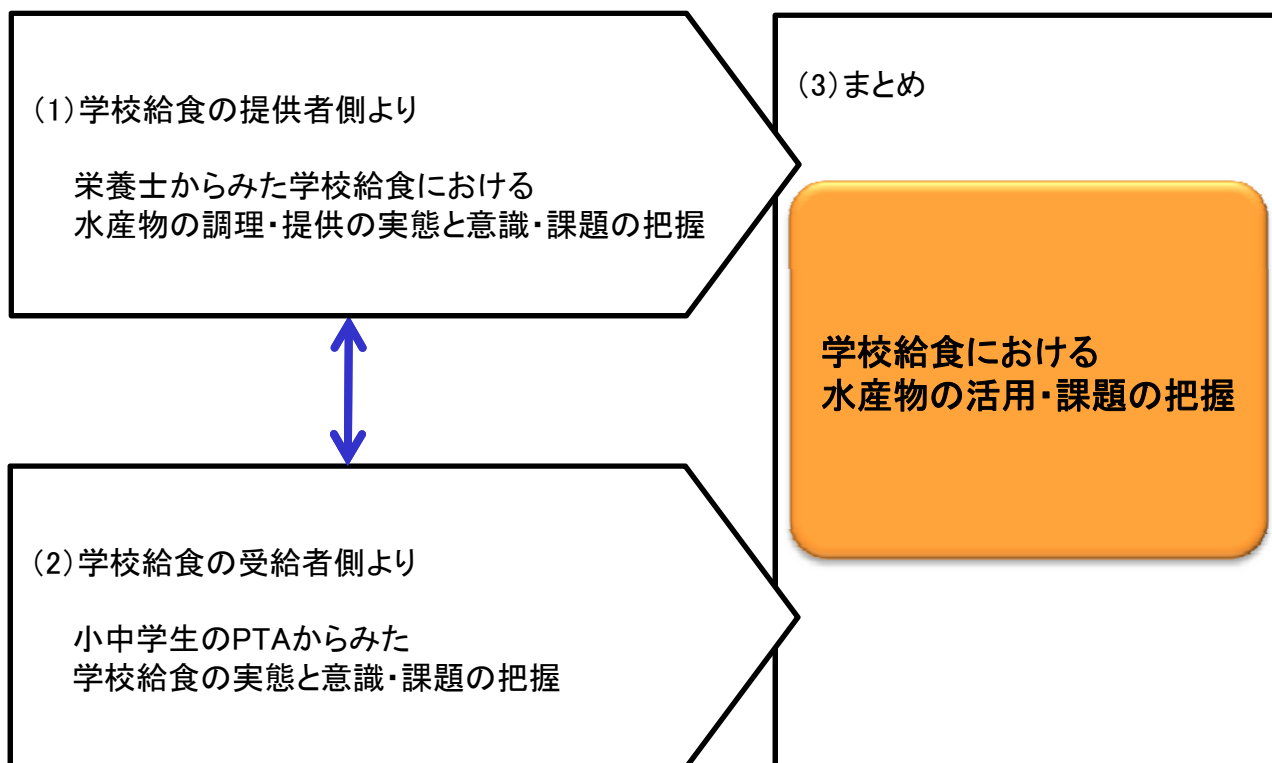 (1)学校給食の提供者側より
栄養士からみた学校給食における
水産物の調理・提供の実態と意識・課題の把握
(2)学校給食の受給者側より
小中学生のPTAからみた
学校給食の実態と意識・課題の把握
(3)まとめ
学校給食における
水産物の活用・課題の把握